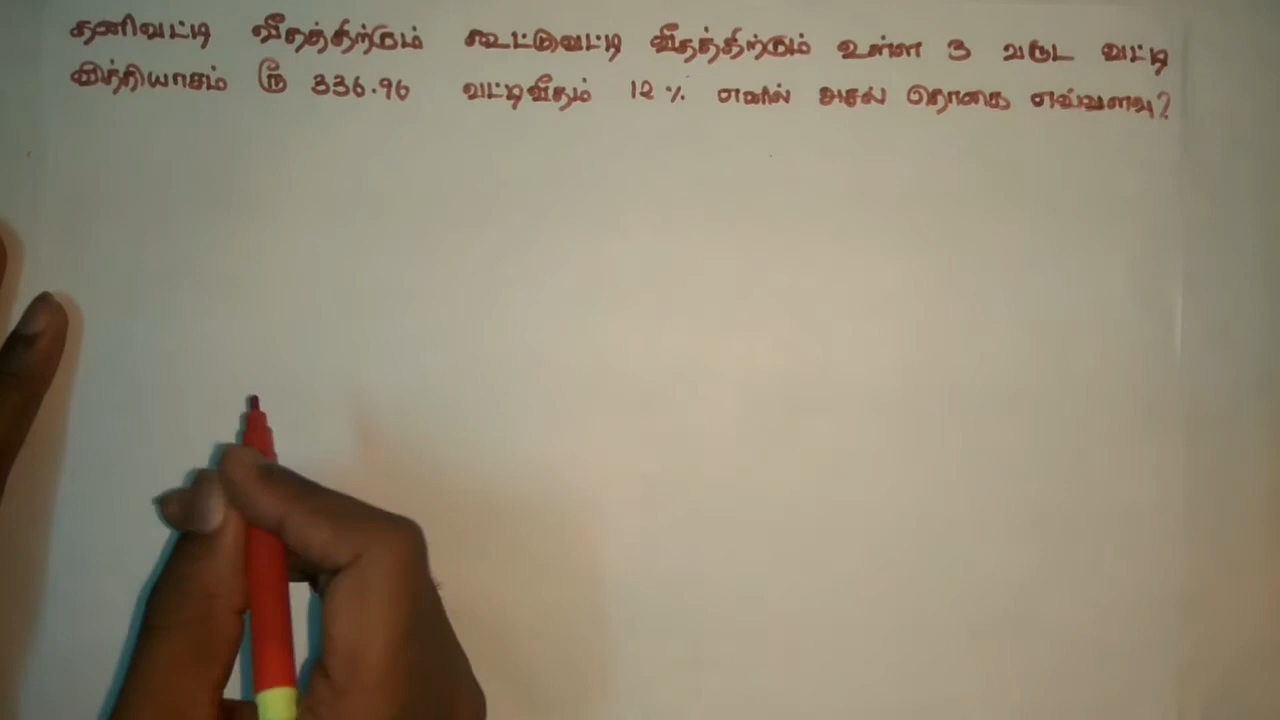 தனிவட்டி வீதத்திற்கும் கூட்டுவட்டி வீதத்திற்கும் உள்ள 3 வருட வட்டி
வித்தியாசம் ரூ 336.96 வட்டிவீதம் 12% எனில் அசல் தொகை எவ்வளவு?